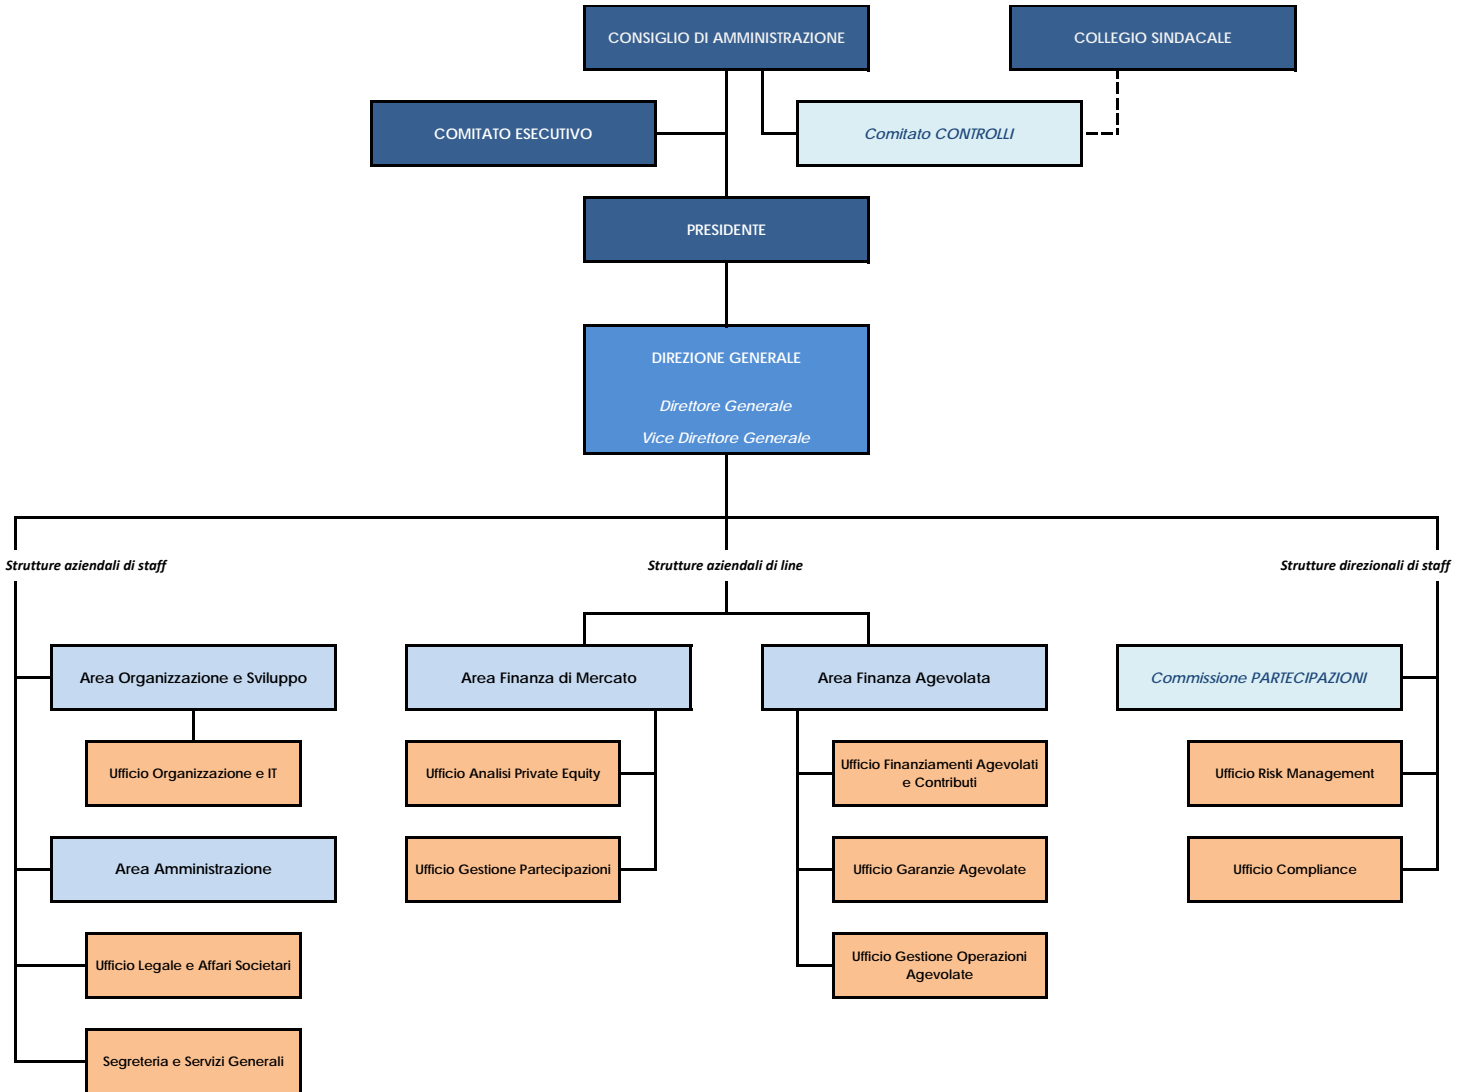 CONSIGLIO DI AMMINISTRAZIONE
COLLEGIO SINDACALE
COMITATO ESECUTIVO
Comitato CONTROLLI
PRESIDENTE
DIREZIONE GENERALE
Direttore Generale
Vice Direttore Generale
Strutture aziendali di staff
Strutture aziendali di line
Strutture direzionali di staff
Area Organizzazione e Sviluppo
Area Finanza di Mercato
Area Finanza Agevolata
Commissione PARTECIPAZIONI
Ufficio Organizzazione e IT
Ufficio Analisi Private Equity
Ufficio Finanziamenti Agevolati
e Contributi
Ufficio Risk Management
Area Amministrazione
Ufficio Gestione Partecipazioni
Ufficio Garanzie Agevolate
Ufficio Compliance
Ufficio Legale e Affari Societari
Ufficio Gestione Operazioni
Agevolate
Segreteria e Servizi Generali